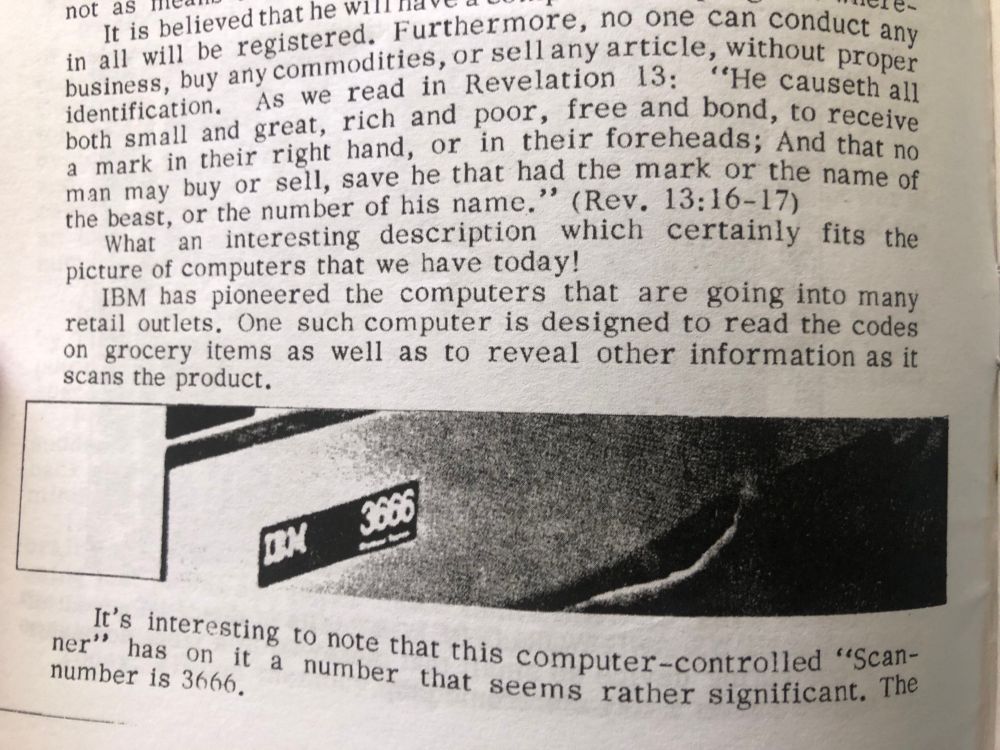 not as means
It is believed that he will have a
in all will be registered. Furthermore, no one can conduct any
business, buy any commodities, or sell any article, without proper
identification. As we read in Revelation 13: “He causeth all
both small and great, rich and poor, free and bond, to receive
a mark in their right hand, or in their foreheads; And that no
man may buy or sell, save he that had the mark or the name of
the beast, or the number of his name.” (Rev. 13:16-17)
What an interesting description which certainly fits the
picture of computers that we have today!
IBM has pioneered the computers that are going into many
retail outlets. One such computer is designed to read the codes
on grocery items as well as to reveal other information as it
scans the product.
IBM 3666
It's interesting to note that this computer-controlled “Scan-
ner” has on it a number that seems rather significant. The
number is 3666.